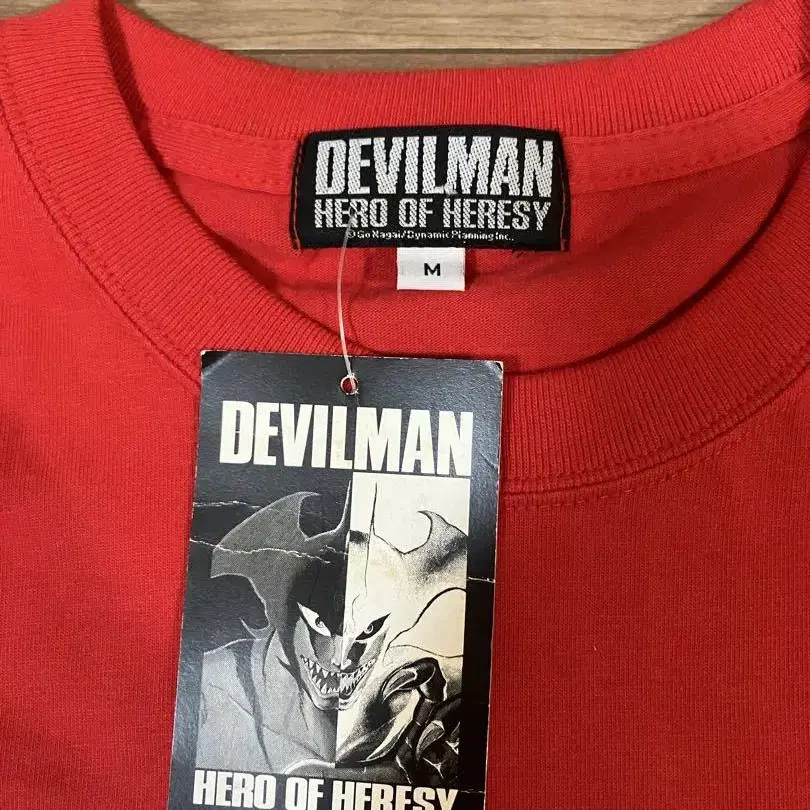 DEVILMAN
HERO OF HERESY
©Go Nagai/Dynamic Planning Inc.
M
DEVILMAN
HERO OF HERESY